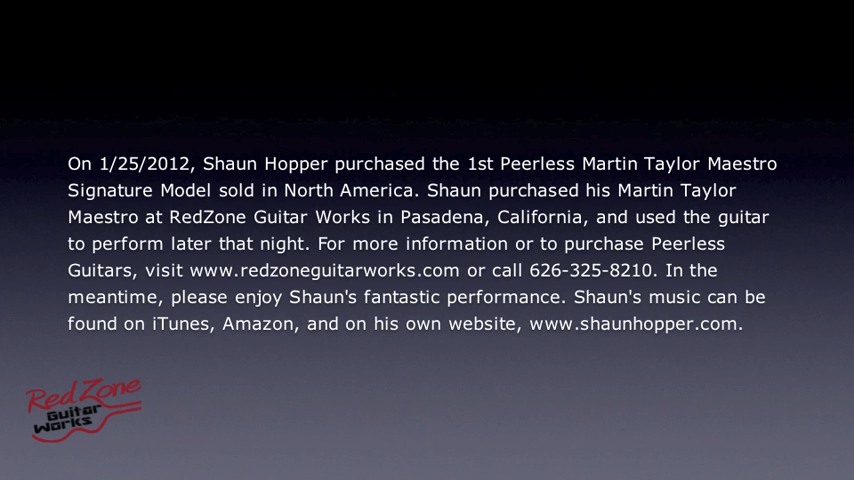 On 1/25/2012, Shaun Hopper purchased the 1st Peerless Martin Taylor Maestro
Signature Model sold in North America. Shaun purchased his Martin Taylor
Maestro at RedZone Guitar Works in Pasadena, California, and used the guitar
to perform later that night. For more information or to purchase Peerless
Guitars, visit www.redzoneguitarworks.com or call 626-325-8210. In the
meantime, please enjoy Shaun's fantastic performance. Shaun's music can be
found on iTunes, Amazon, and on his own website, www.shaunhopper.com.
Red Zone
Guitar
Works